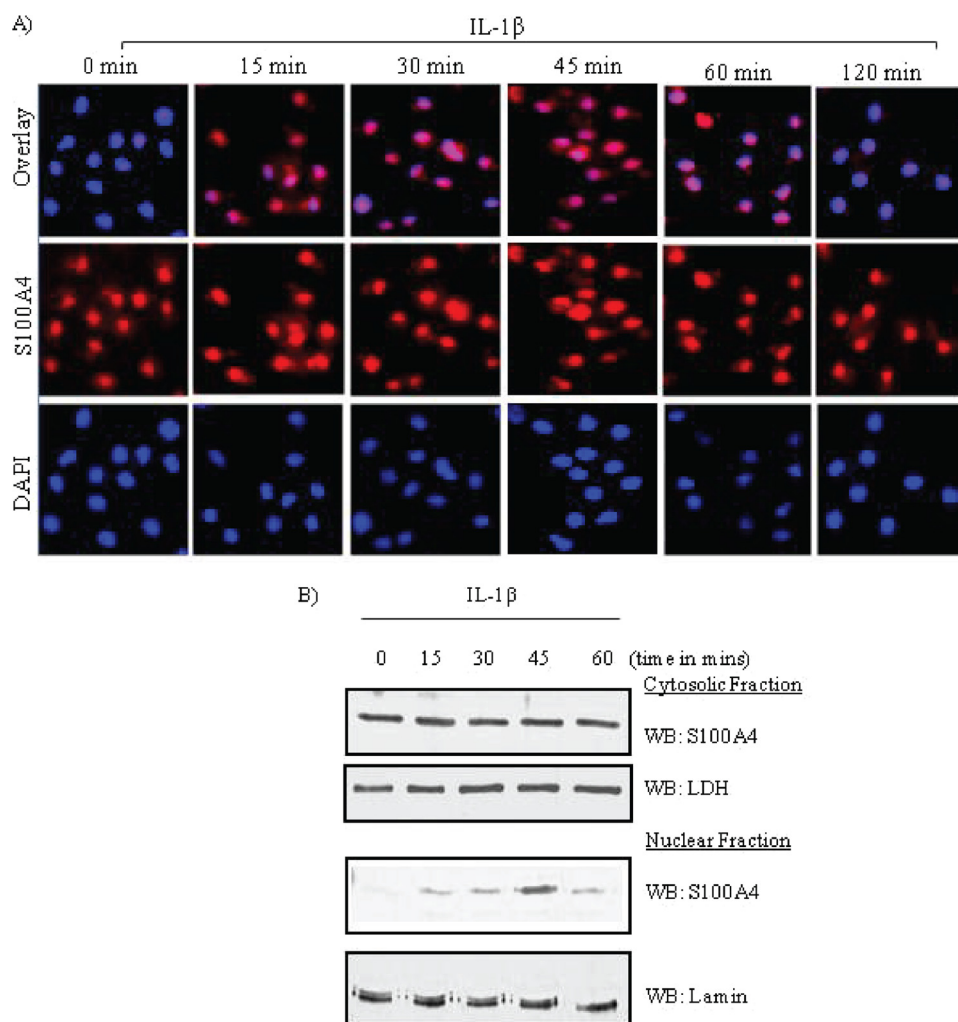 A)
IL-1β
0 min 15 min 30 min 45 min 60 min 120 min
Overlay
S100A4
DAPI
B)
IL-1β
0 15 30 45 60 (time in mins)
Cytosolic Fraction
WB: S100A4
WB: LDH
Nuclear Fraction
WB: S100A4
WB: Lamin